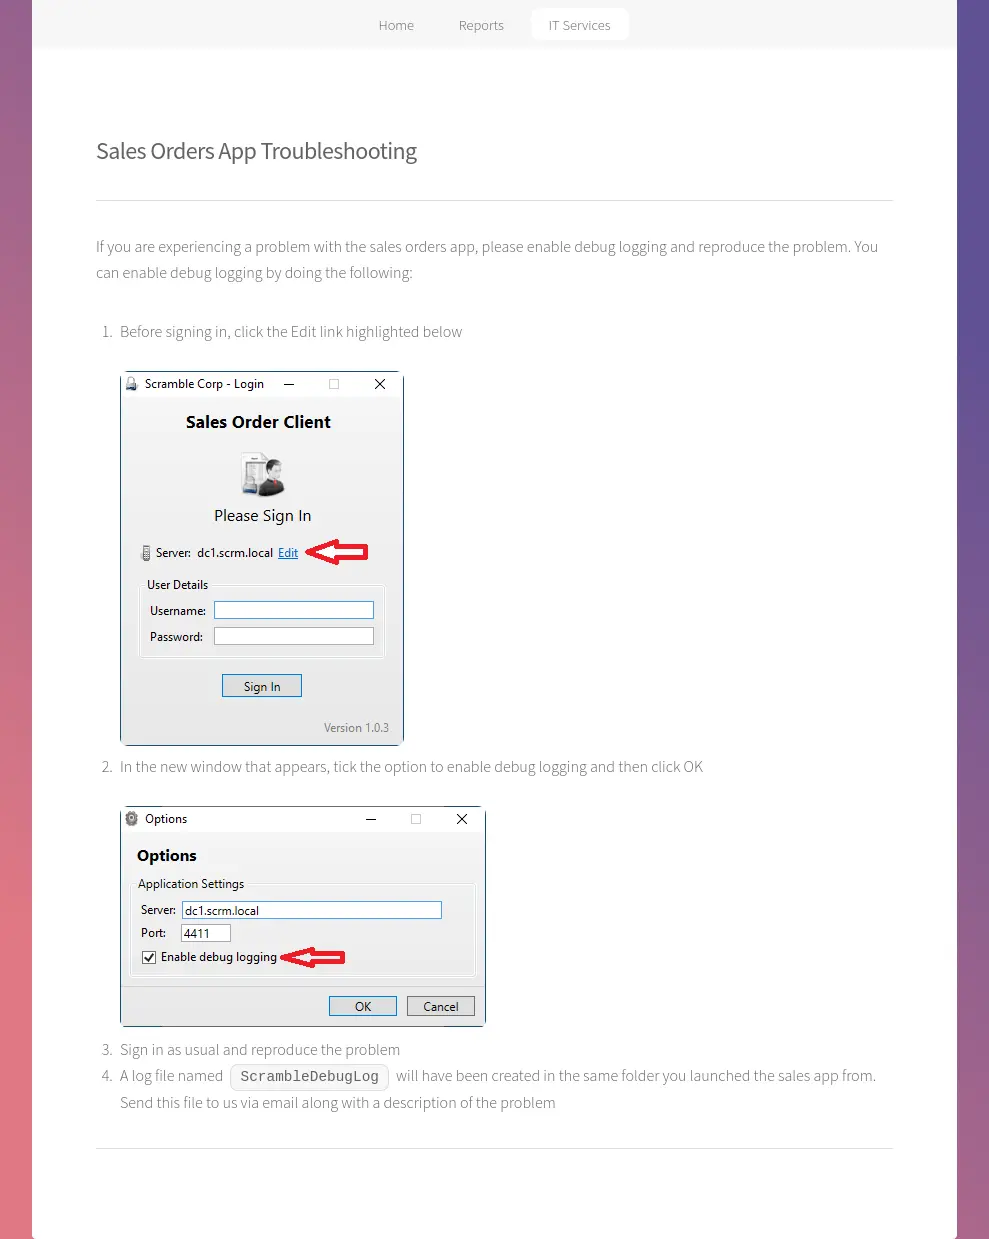 Home Reports IT Services
Sales Orders App Troubleshooting
If you are experiencing a problem with the sales orders app, please enable debug logging and reproduce the problem. You
can enable debug logging by doing the following:
1. Before signing in, click the Edit link highlighted below
Scramble Corp - Login
Sales Order Client
Please Sign In
Server: dc1.scrm.local Edit
User Details
Username:
Password:
Sign In
Version 1.0.3
2. In the new window that appears, tick the option to enable debug logging and then click OK
Options
Options
Application Settings
Server: dc1.scrm.local
Port: 4411
Enable debug logging
OK Cancel
3. Sign in as usual and reproduce the problem
4. A log file named ScrambleDebugLog will have been created in the same folder you launched the sales app from.
Send this file to us via email along with a description of the problem